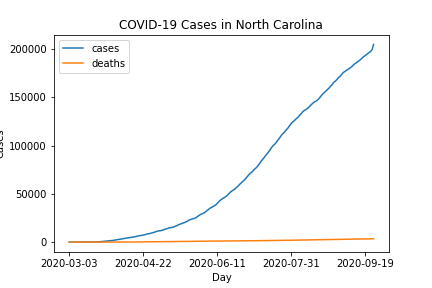 COVID-19 Cases in North Carolina
cases
deaths
200000
150000
100000
50000
0
cases
2020-03-03 2020-04-22 2020-06-11 2020-07-31 2020-09-19
Day